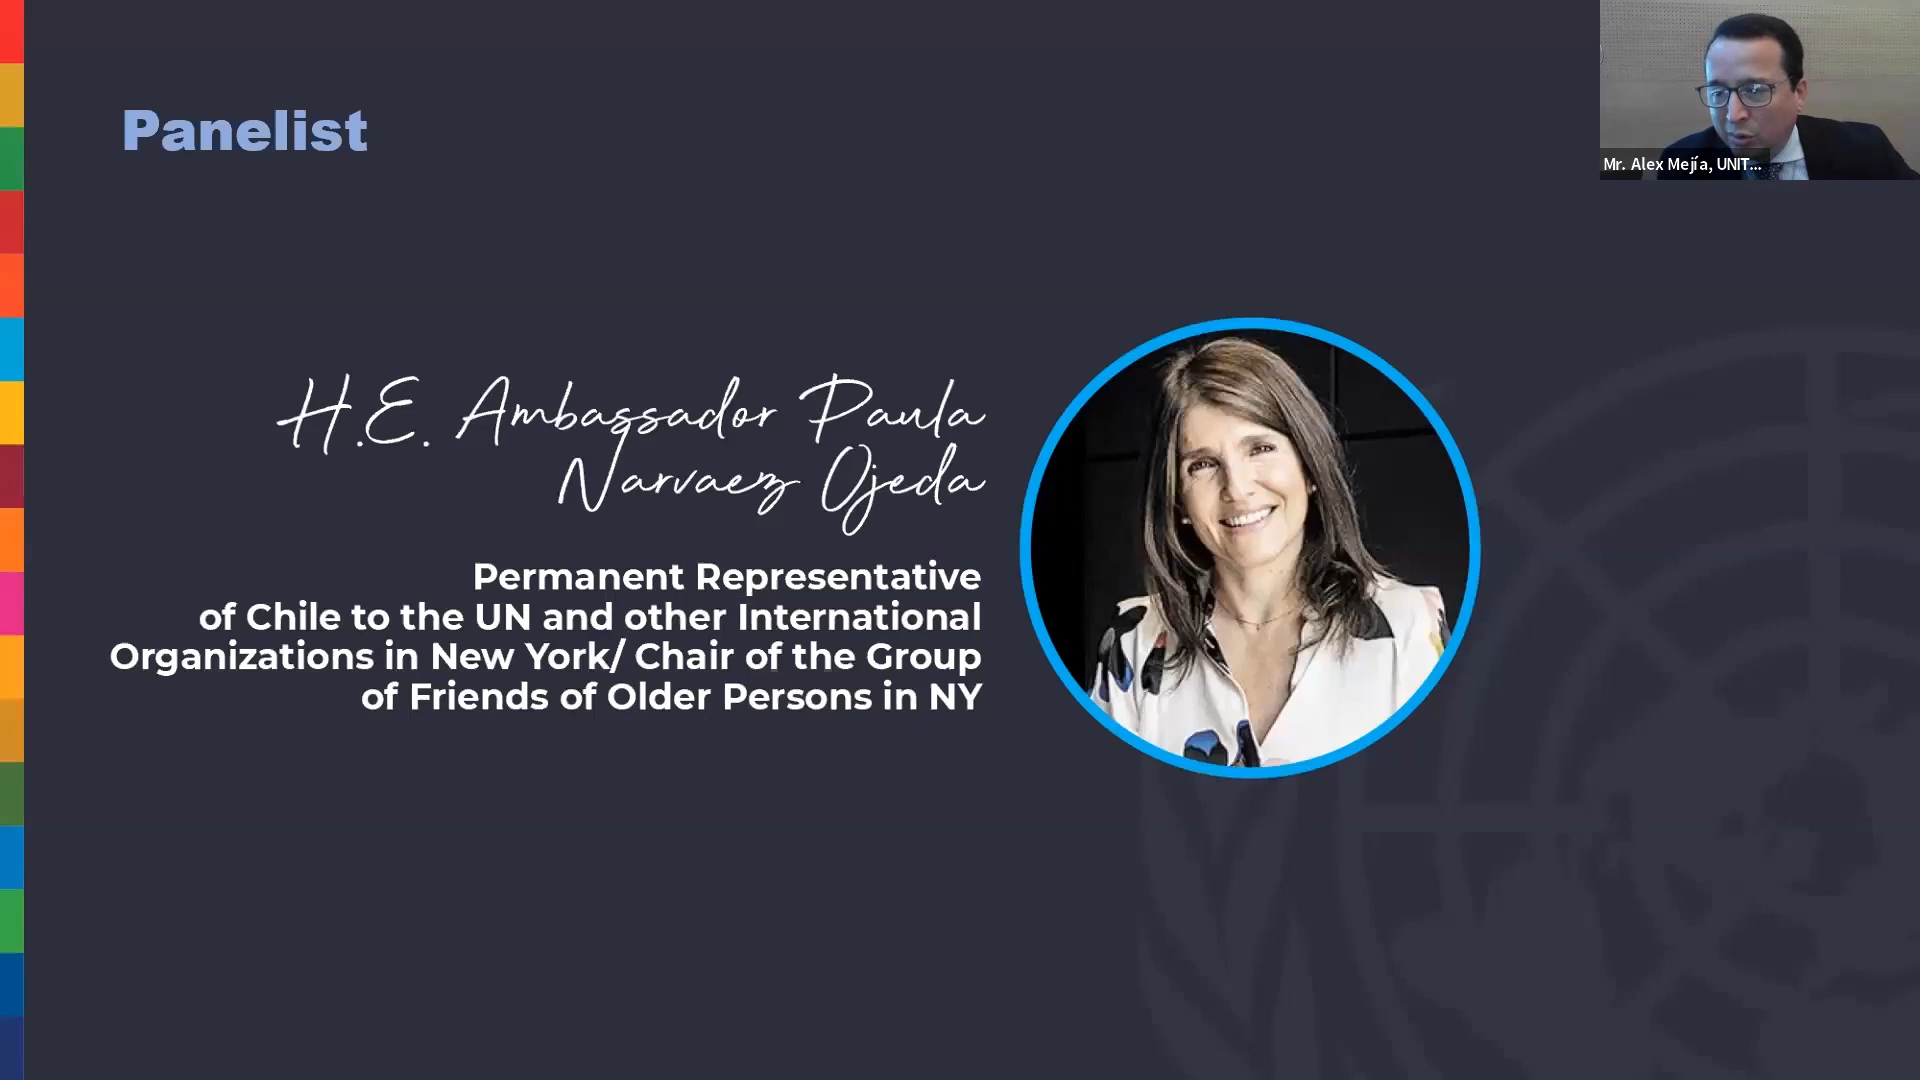 Panelist
Mr. Alex Mejía, UNIT...
H.E. Ambassador Paula
Narvaez Ojeda
Permanent Representative
of Chile to the UN and other International
Organizations in New York/ Chair of the Group
of Friends of Older Persons in NY